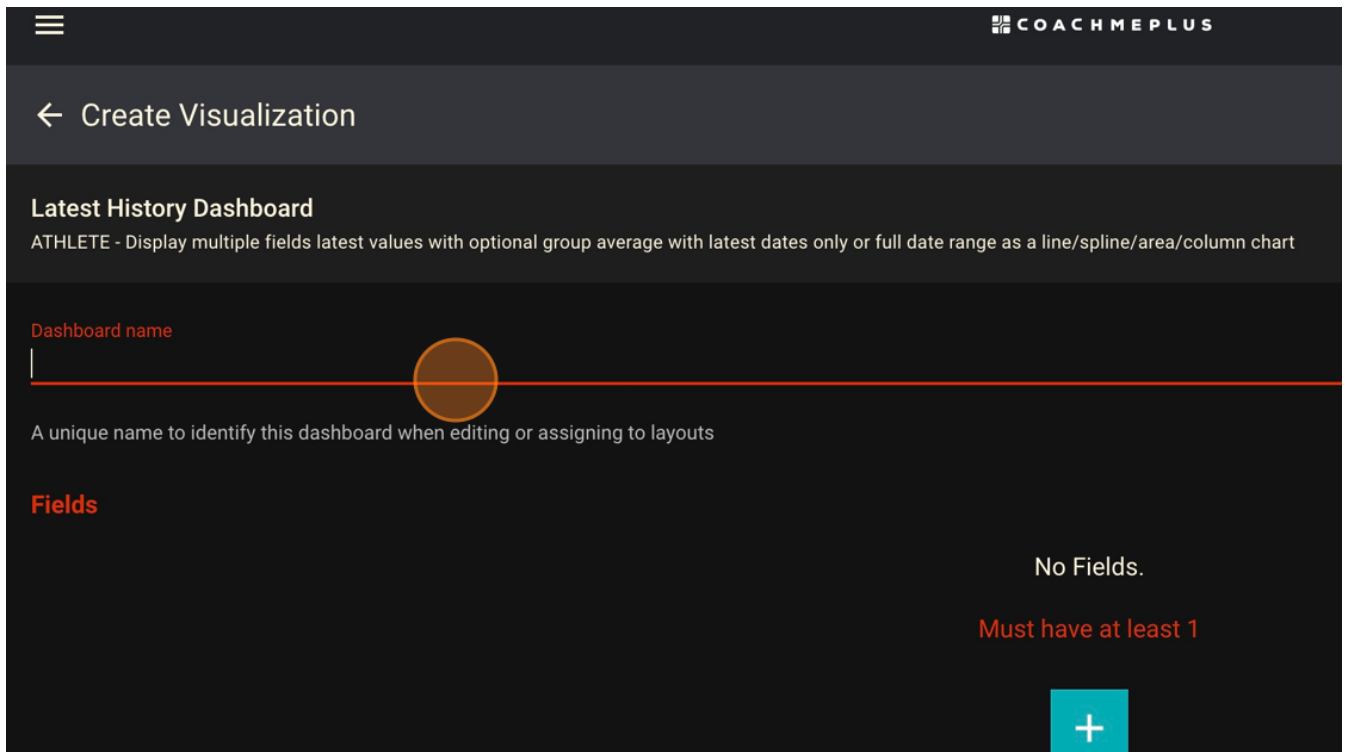 COACHMEPLUS
Create Visualization
Latest History Dashboard
ATHLETE - Display multiple fields latest values with optional group average with latest dates only or full date range as a line/spline/area/column chart
Dashboard name
A unique name to identify this dashboard when editing or assigning to layouts
Fields
No Fields.
Must have at least 1